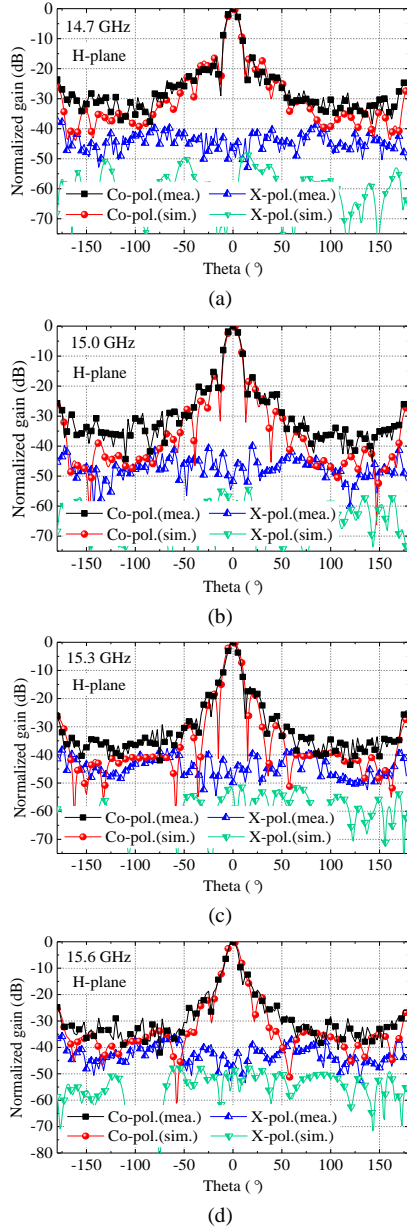 0
-10
-20
-30
-40
-50
-60
-70
Normalized gain (dB)
14.7 GHz
H-plane
Co-pol.(mea.) X-pol.(mea.)
Co-pol.(sim.) X-pol.(sim.)
-150 -100 -50 0 50 100 150
Theta (°)
(a)
0
-10
-20
-30
-40
-50
-60
-70
Normalized gain (dB)
15.0 GHz
H-plane
Co-pol.(mea.) X-pol.(mea.)
Co-pol.(sim.) X-pol.(sim.)
-150 -100 -50 0 50 100 150
Theta (°)
(b)
0
-10
-20
-30
-40
-50
-60
-70
Normalized gain (dB)
15.3 GHz
H-plane
Co-pol.(mea.) X-pol.(mea.)
Co-pol.(sim.) X-pol.(sim.)
-150 -100 -50 0 50 100 150
Theta (°)
(c)
0
-10
-20
-30
-40
-50
-60
-70
-80
Normalized gain (dB)
15.6 GHz
H-plane
Co-pol.(mea.) X-pol.(mea.)
Co-pol.(sim.) X-pol.(sim.)
-150 -100 -50 0 50 100 150
Theta (°)
(d)